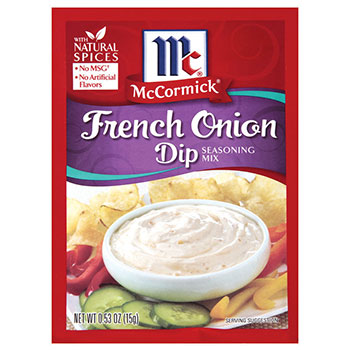 WITH
NATURAL
SPICES
• No MSG†
• No Artificial
Flavors
Mc®
McCormick®
French Onion
Dip SEASONING
MIX
NET WT 0.53 OZ (15g)
SERVING SUGGESTION